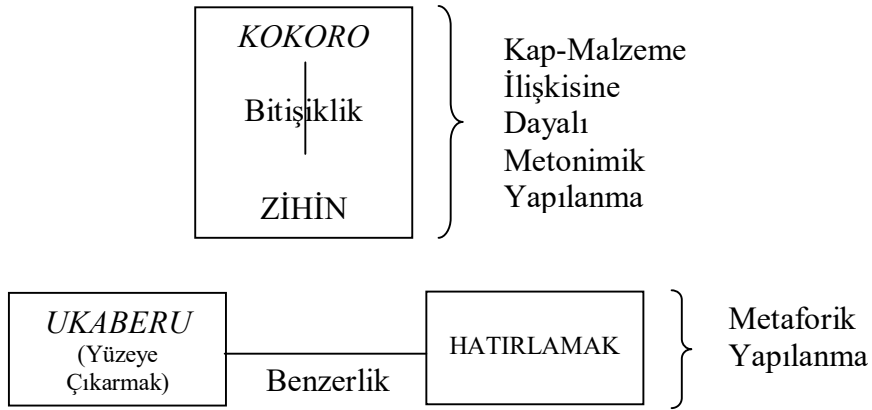 KOKORO
Bitişiklik
ZİHİN
Kap-Malzeme
İlişkisine
Dayalı
Metonimik
Yapılanma
UKABERU
(Yüzeye
Çıkarmak)
Benzerlik
HATIRLAMAK
Metaforik
Yapılanma